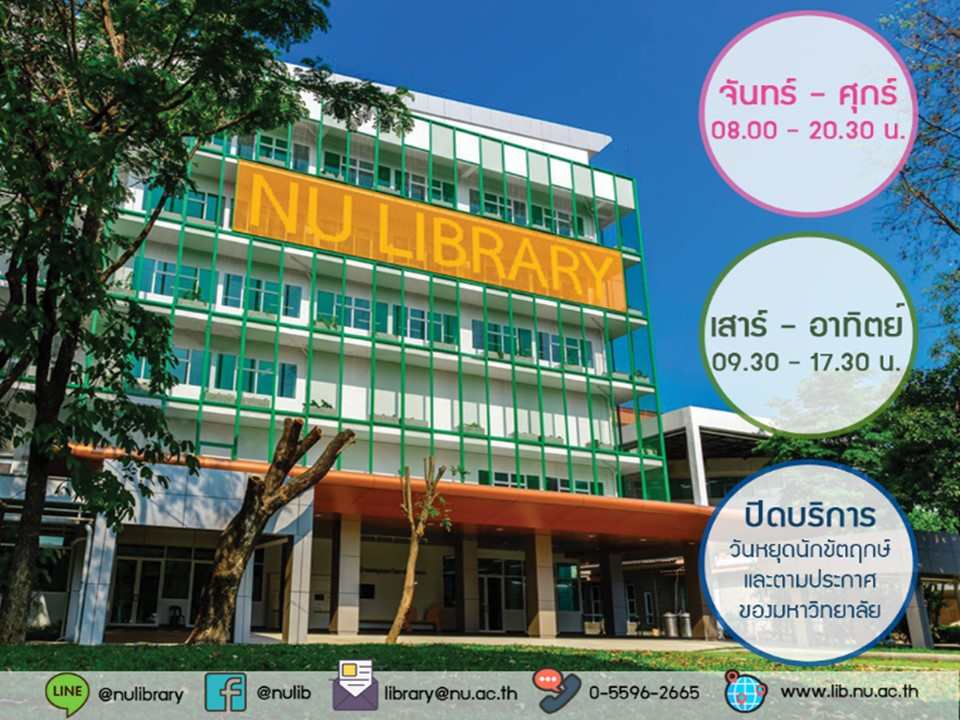 NU LIBRARY
จันทร์ - ศุกร์
08.00 - 20.30 น.
เสาร์ - อาทิตย์
09.30 - 17.30 น.
ปิดบริการ
วันหยุดนักขัตฤกษ์
และตามประกาศ
ของมหาวิทยาลัย
LINE @nulibrary f @nulib library@nu.ac.th 0-5596-2665 www.lib.nu.ac.th